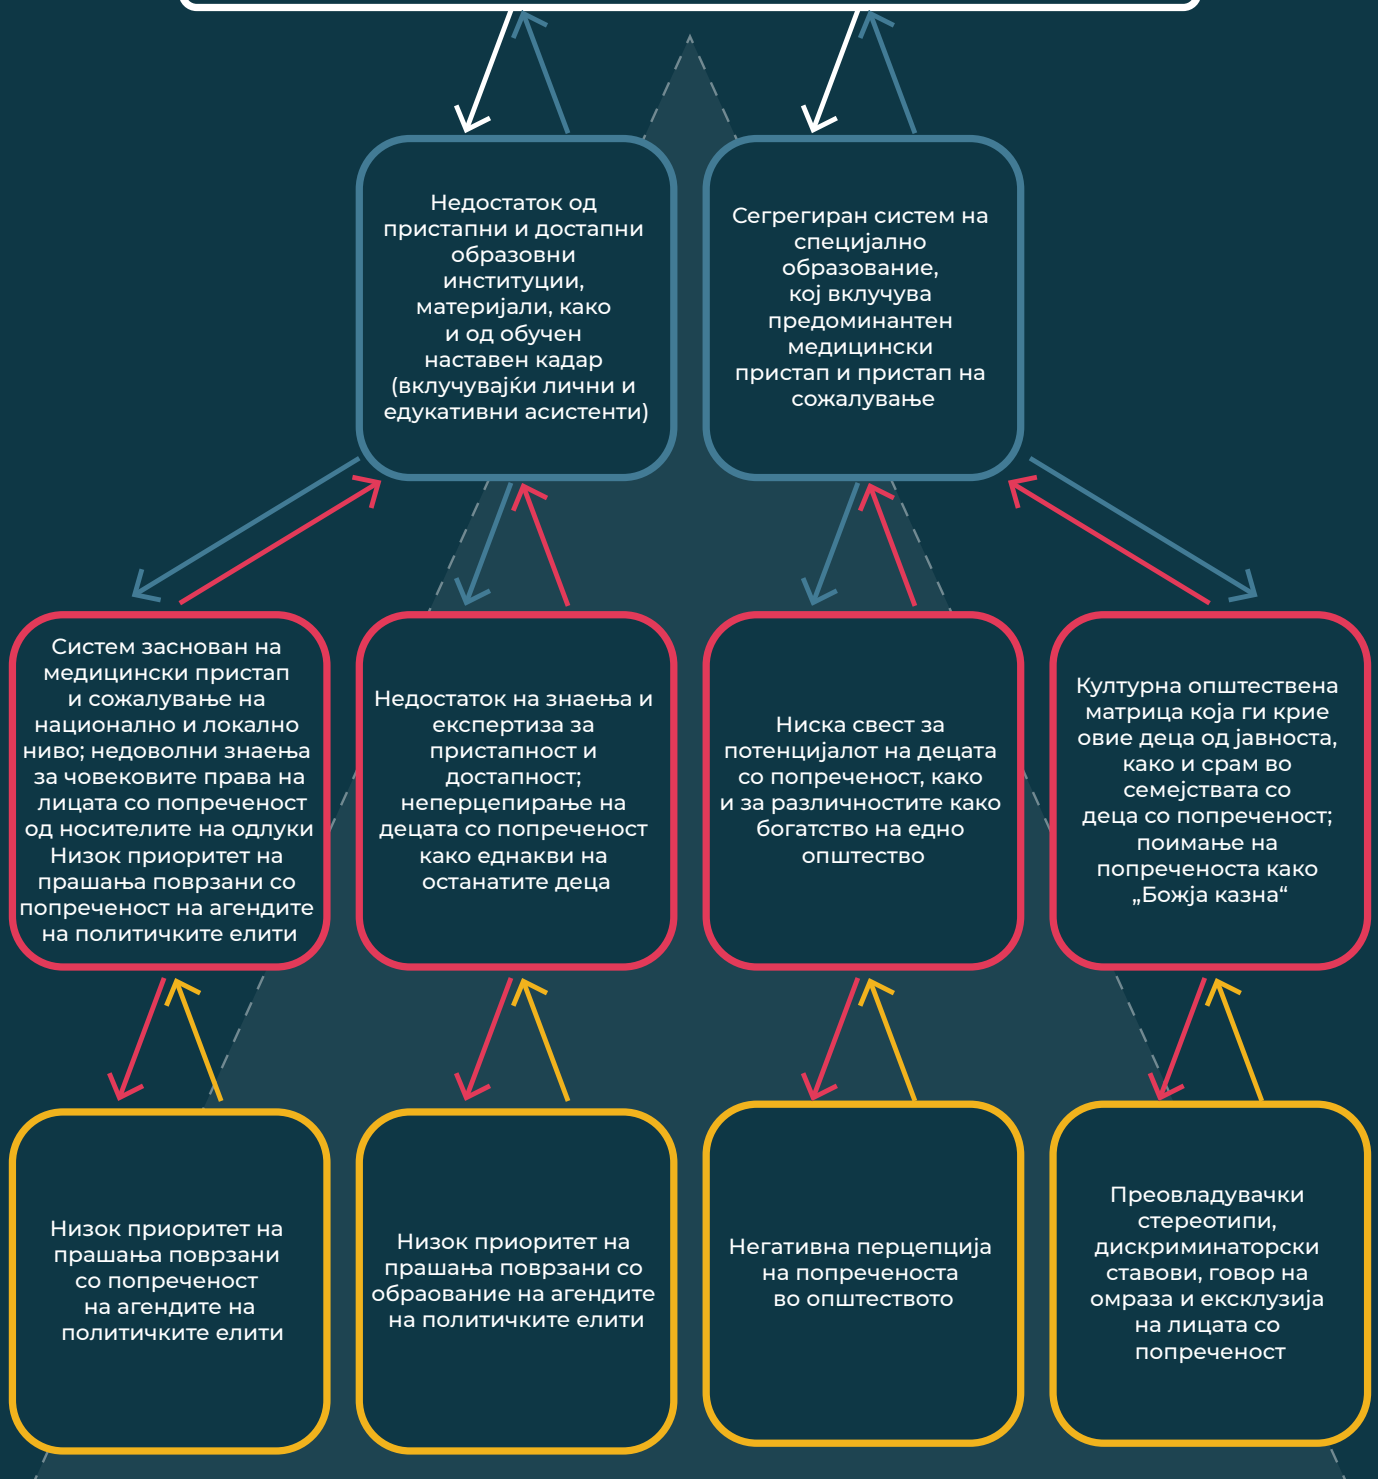 Недостаток од
пристапни и достапни
образовни
институции,
материјали, како
и од обучен
наставен кадар
(вклучувајќи лични и
едукативни асистенти)
Сегрегиран систем на
специјално
образование,
кој вклучува
предоминантен
медицински
пристап и пристап на
сожалување
Систем заснован на
медицински пристап
и сожалување на
национално и локално
ниво; недоволни знаења
за човековите права на
лицата со попреченост
од носителите на одлуки
Низок приоритет на
прашања поврзани со
попреченост на агендите
на политичките елити
Недостаток на знаења и
експертиза за
пристапност и
достапност;
неперцепирање на
децата со попреченост
како еднакви на
останатите деца
Ниска свест за
потенцијалот на децата
со попреченост, како
и за различностите како
богатство на едно
општество
Културна општествена
матрица која ги крие
овие деца од јавноста,
како и срам во
семејствата со
деца со попреченост;
поимање на
попреченоста како
„Божја казна“
Низок приоритет на
прашања поврзани
со попреченост
на агендите на
политичките елити
Низок приоритет на
прашања поврзани со
обраование на агендите
на политичките елити
Негативна перцепција
на попреченоста
во општеството
Преовладувачки
стереотипи,
дискриминаторски
ставови, говор на
омраза и ексклузија
на лицата со
попреченост